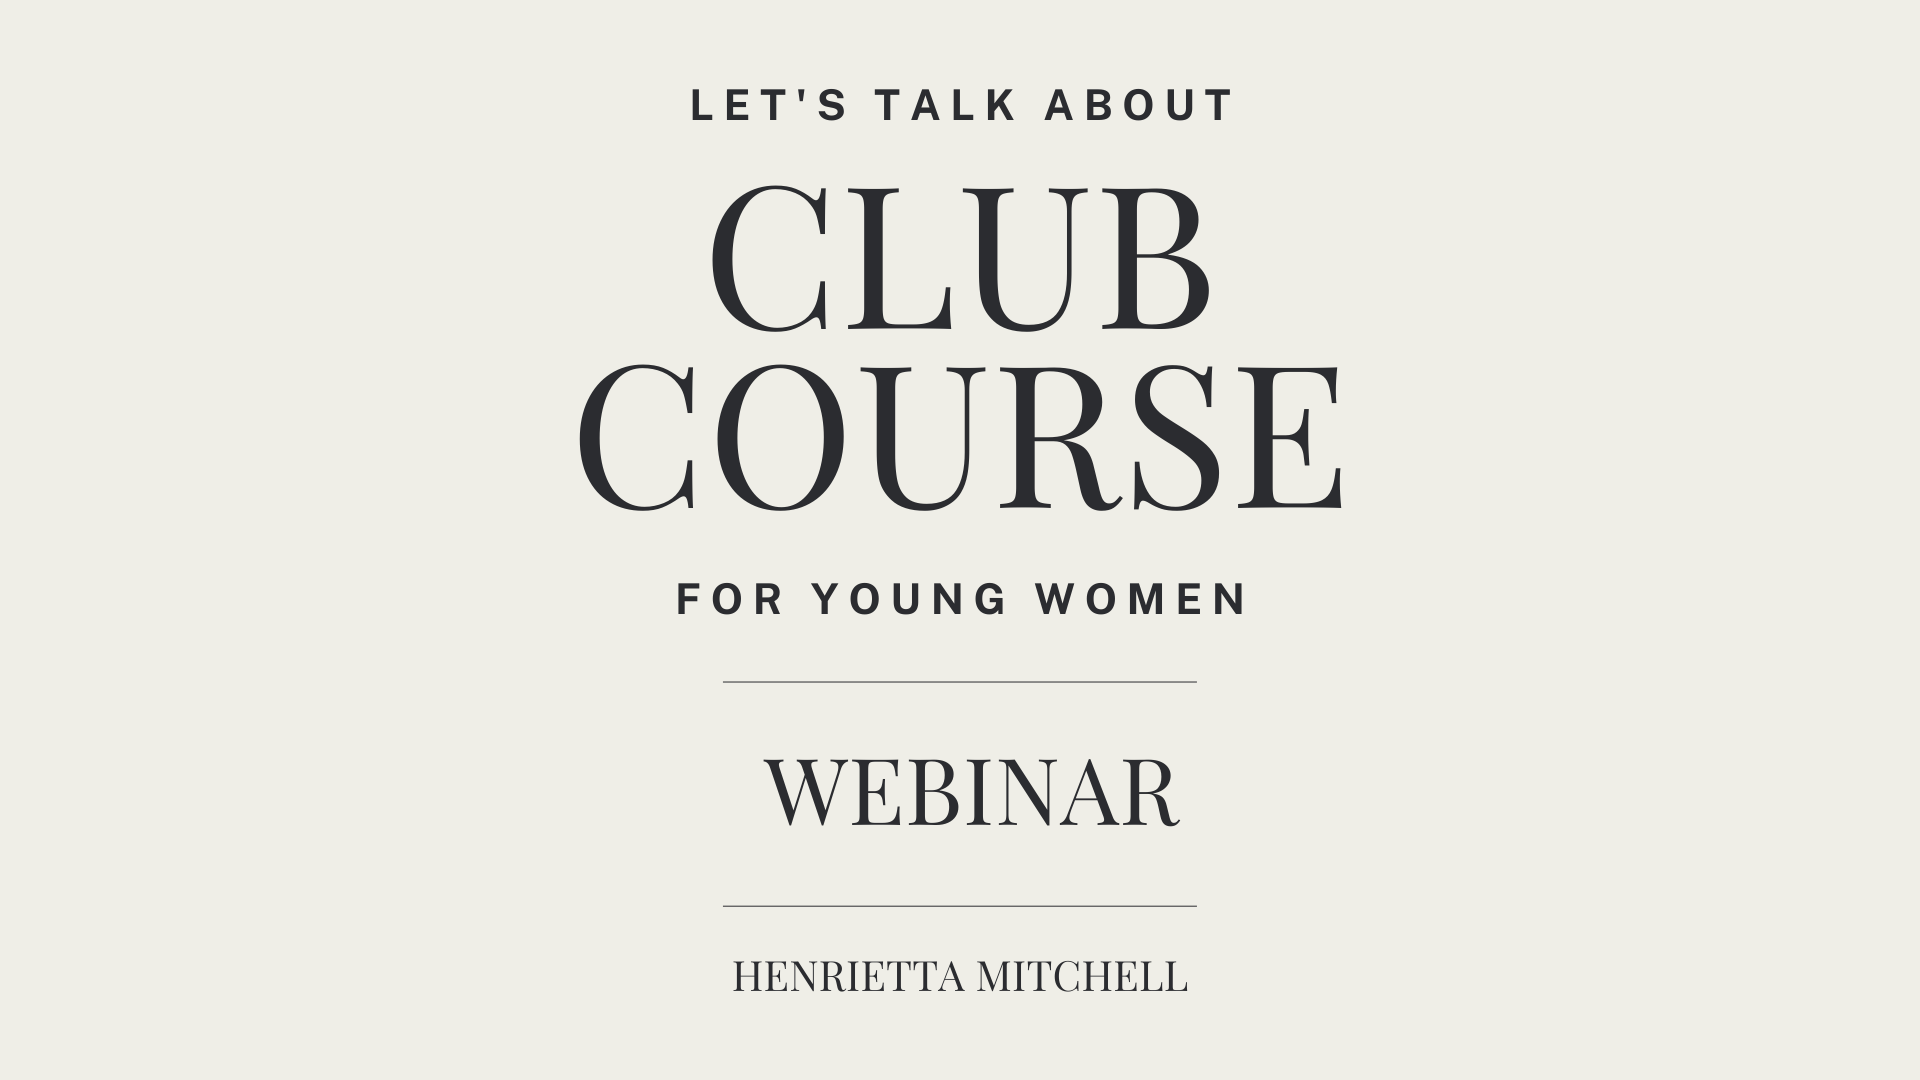 LET'S TALK ABOUT
CLUB
COURSE
FOR YOUNG WOMEN
WEBINAR
HENRIETTA MITCHELL